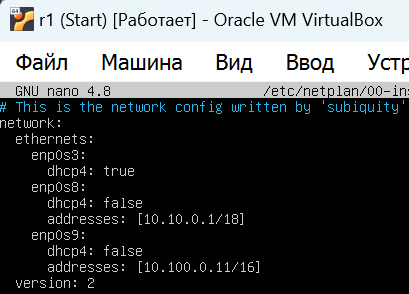 r1 (Start) [Работает] - Oracle VM VirtualBox
Файл Машина Вид Ввод Устр
GNU nano 4.8 /etc/netplan/00-ins
# This is the network config written by 'subiquity'
network:
  ethernets:
    enp0s3:
      dhcp4: true
    enp0s8:
      dhcp4: false
      addresses: [10.10.0.1/18]
    enp0s9:
      dhcp4: false
      addresses: [10.100.0.11/16]
  version: 2